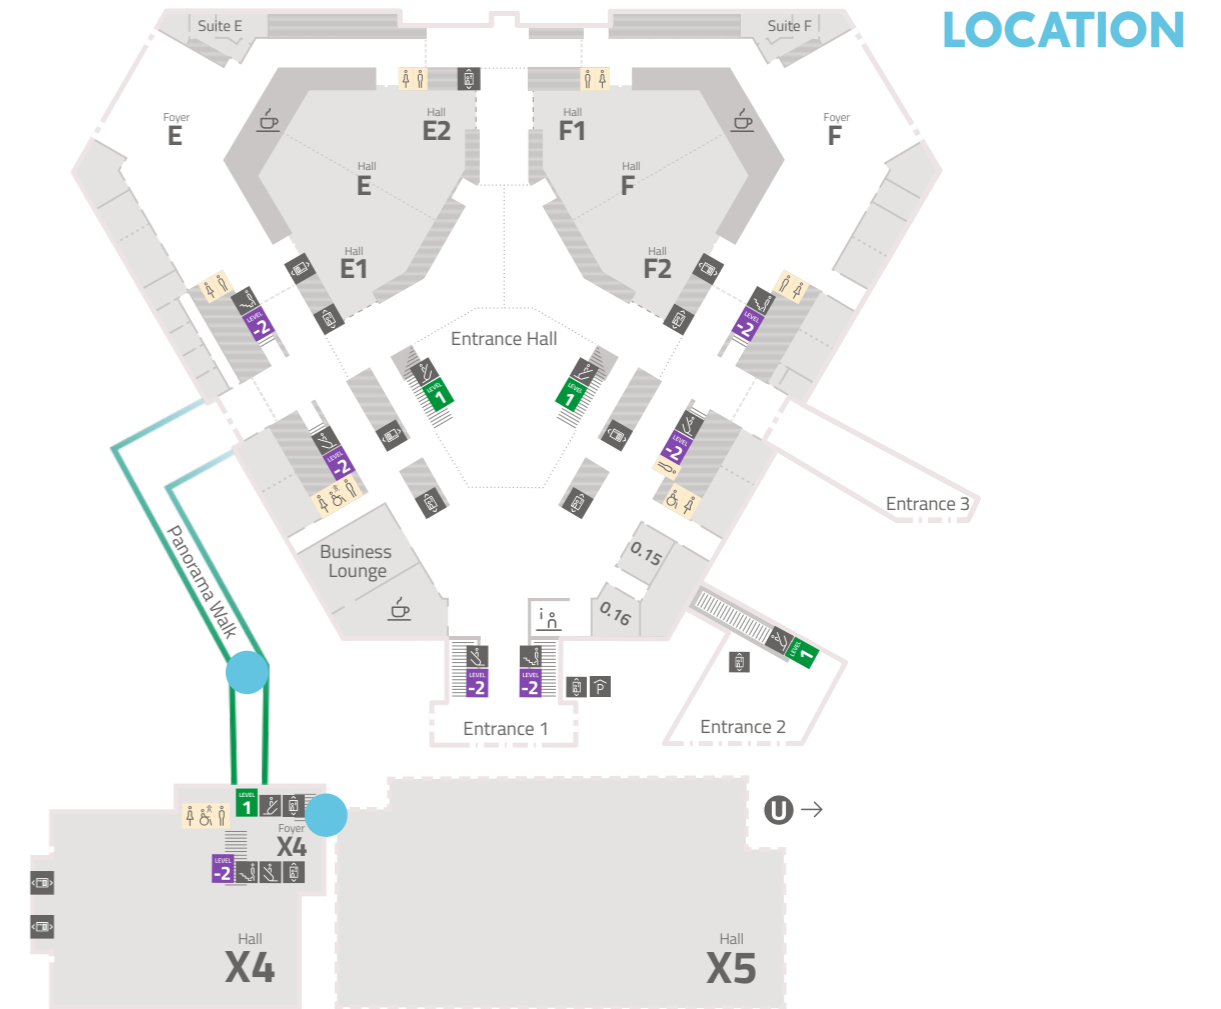 LOCATION
Suite E
Suite F
Foyer
E
Hall
E2
Hall
F1
Foyer
F
Hall
E
Hall
F
Hall
E1
Hall
F2
LEVEL
-2
LEVEL
-2
Entrance Hall
LEVEL
1
LEVEL
1
LEVEL
-2
LEVEL
-2
Entrance 3
Panorama Walk
Business
Lounge
0.15
0.16
i
LEVEL
1
LEVEL
-2
LEVEL
-2
P
Entrance 1
Entrance 2
LEVEL
1
U
Foyer
X4
LEVEL
-2
Hall
X4
Hall
X5